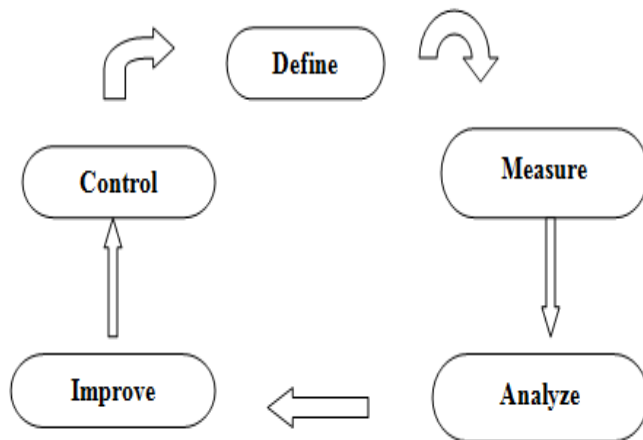 Define
Measure
Control
Improve
Analyze